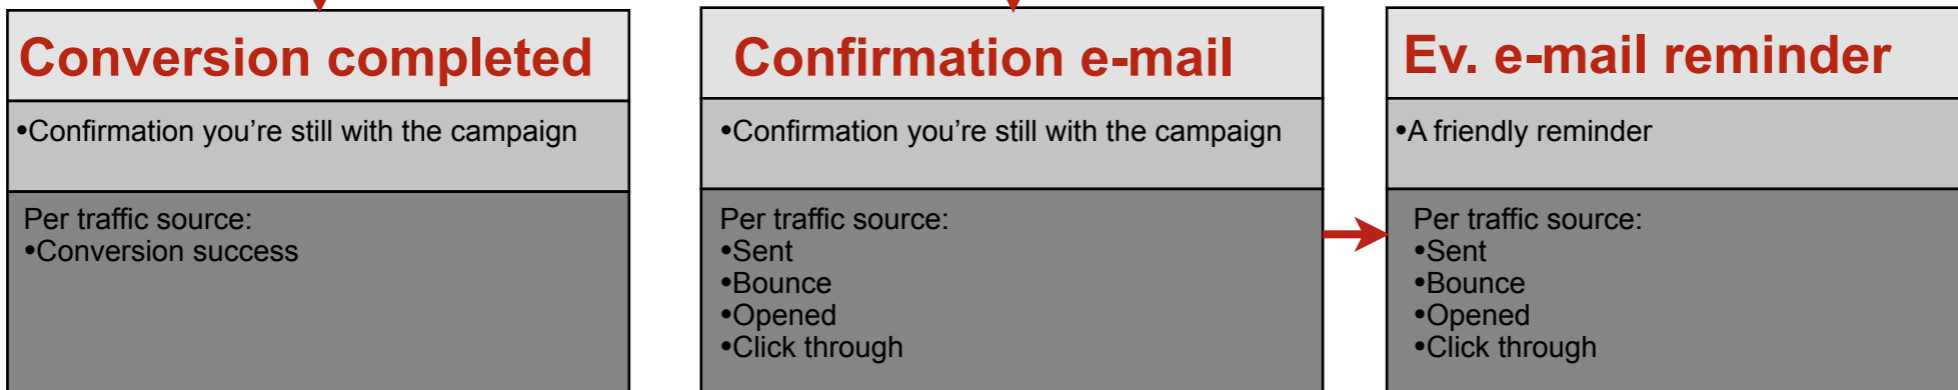 Conversion completed
•Confirmation you’re still with the campaign
Per traffic source:
•Conversion success
Confirmation e-mail
•Confirmation you’re still with the campaign
Per traffic source:
•Sent
•Bounce
•Opened
•Click through
Ev. e-mail reminder
•A friendly reminder
Per traffic source:
•Sent
•Bounce
•Opened
•Click through